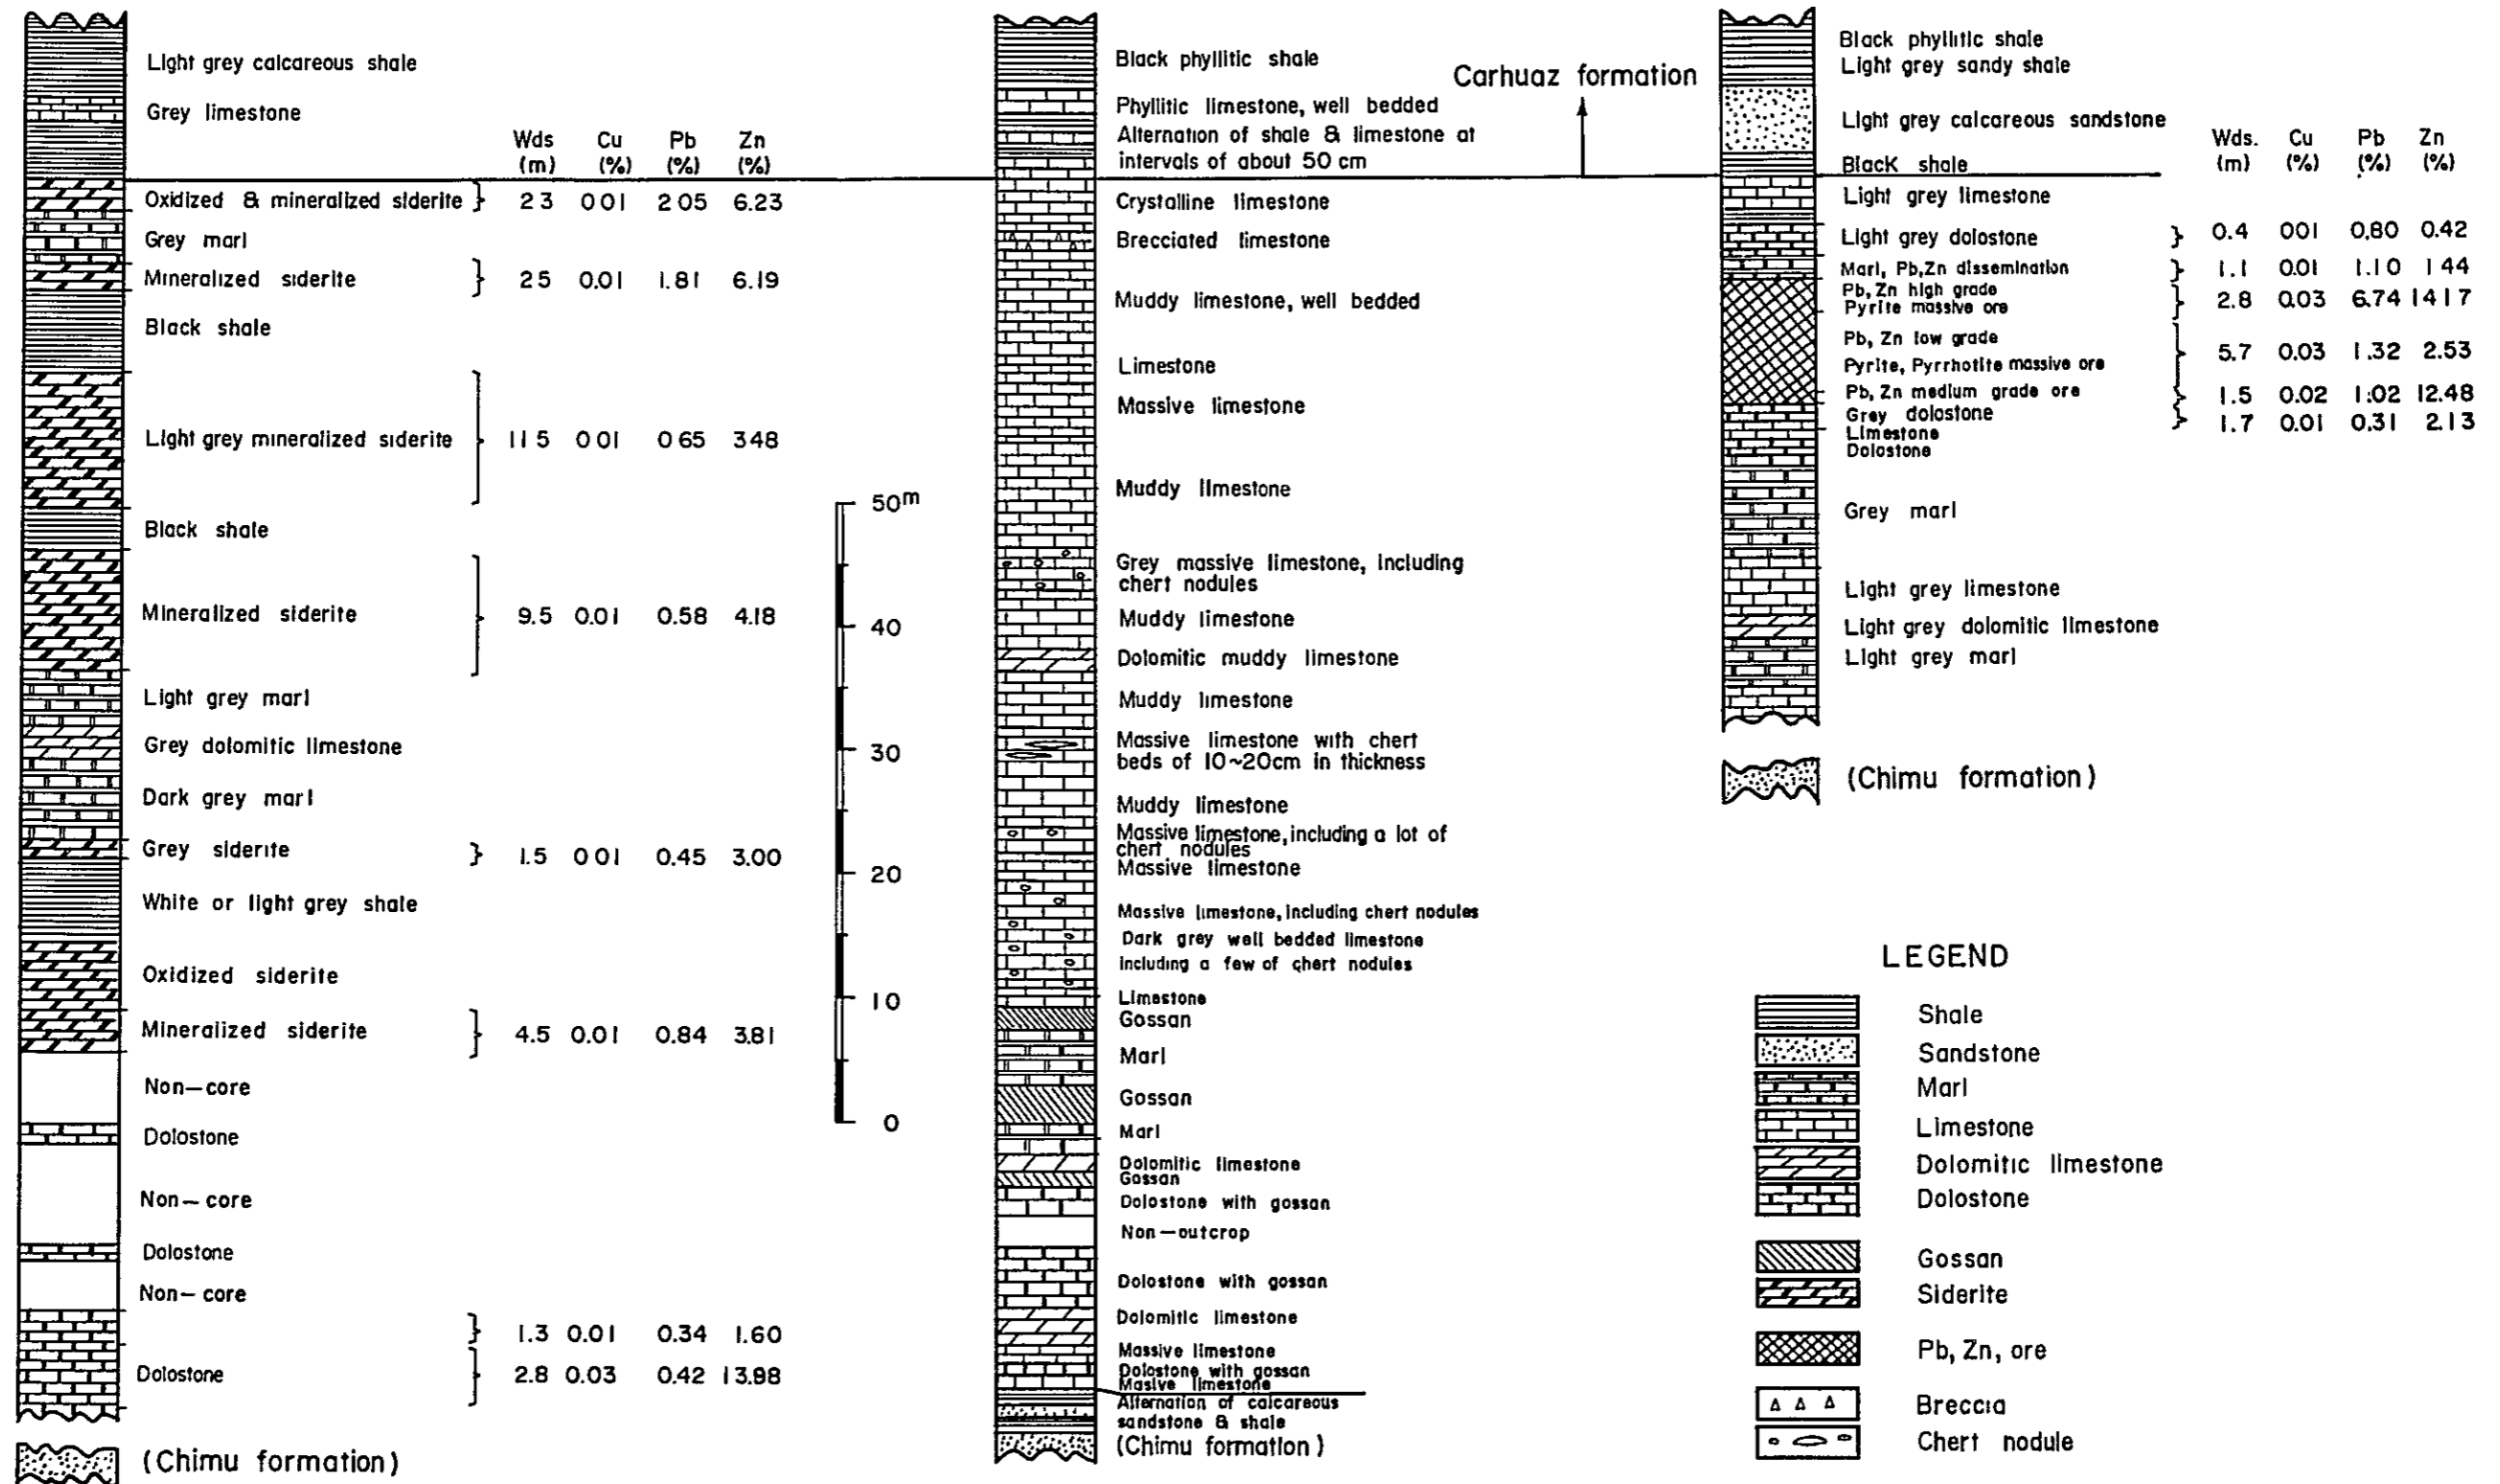 Light grey calcareous shale
Grey limestone
Wds Cu Pb Zn
(m) (%) (%) (%)
Oxidized & mineralized siderite 2 3 0 01 2 05 6.23
Grey marl
Mineralized siderite 2 5 0.01 1.81 6.19
Black shale
Light grey mineralized siderite 11 5 0 01 0 65 3 48
Black shale
Mineralized siderite 9.5 0.01 0.58 4.18
Light grey marl
Grey dolomitic limestone
Dark grey marl
Grey siderite 1.5 0 01 0.45 3.00
White or light grey shale
Oxidized siderite
Mineralized siderite 4.5 0.01 0.84 3.81
Non-core
Dolostone
Non-core
Dolostone
Non-core
1.3 0.01 0.34 1.60
Dolostone 2.8 0.03 0.42 13.98
(Chimu formation)
50m
40
30
20
10
0
Black phyllitic shale
Phyllitic limestone, well bedded
Alternation of shale & limestone at
intervals of about 50 cm
Crystalline limestone
Brecciated limestone
Muddy limestone, well bedded
Limestone
Massive limestone
Muddy limestone
Grey massive limestone, including
chert nodules
Muddy limestone
Dolomitic muddy limestone
Muddy limestone
Massive limestone with chert
beds of 10~20cm in thickness
Muddy limestone
Massive limestone, including a lot of
chert nodules
Massive limestone
Massive limestone, including chert nodules
Dark grey well bedded limestone
including a few of chert nodules
Limestone
Gossan
Marl
Gossan
Marl
Dolomitic limestone
Gossan
Dolostone with gossan
Non-outcrop
Dolostone with gossan
Dolomitic limestone
Massive limestone
Dolostone with gossan
Masive limestone
Alternation of calcareous
sandstone & shale
(Chimu formation)
Carhuaz formation
Black phyllitic shale
Light grey sandy shale
Light grey calcareous sandstone
Black shale
Wds. Cu Pb Zn
(m) (%) (%) (%)
Light grey limestone
Light grey dolostone 0.4 0 01 0.80 0.42
Marl, Pb,Zn dissemination 1.1 0.01 1.10 1 44
Pb, Zn high grade
Pyrite massive ore 2.8 0.03 6.74 14 17
Pb, Zn low grade
Pyrite, Pyrrhotite massive ore 5.7 0.03 1.32 2.53
Pb, Zn medium grade ore 1.5 0.02 1.02 12.48
Grey dolostone 1.7 0.01 0.31 2.13
Limestone
Dolostone
Grey marl
Light grey limestone
Light grey dolomitic limestone
Light grey marl
(Chimu formation)
LEGEND
Shale
Sandstone
Marl
Limestone
Dolomitic limestone
Dolostone
Gossan
Siderite
Pb, Zn, ore
Breccia
Chert nodule